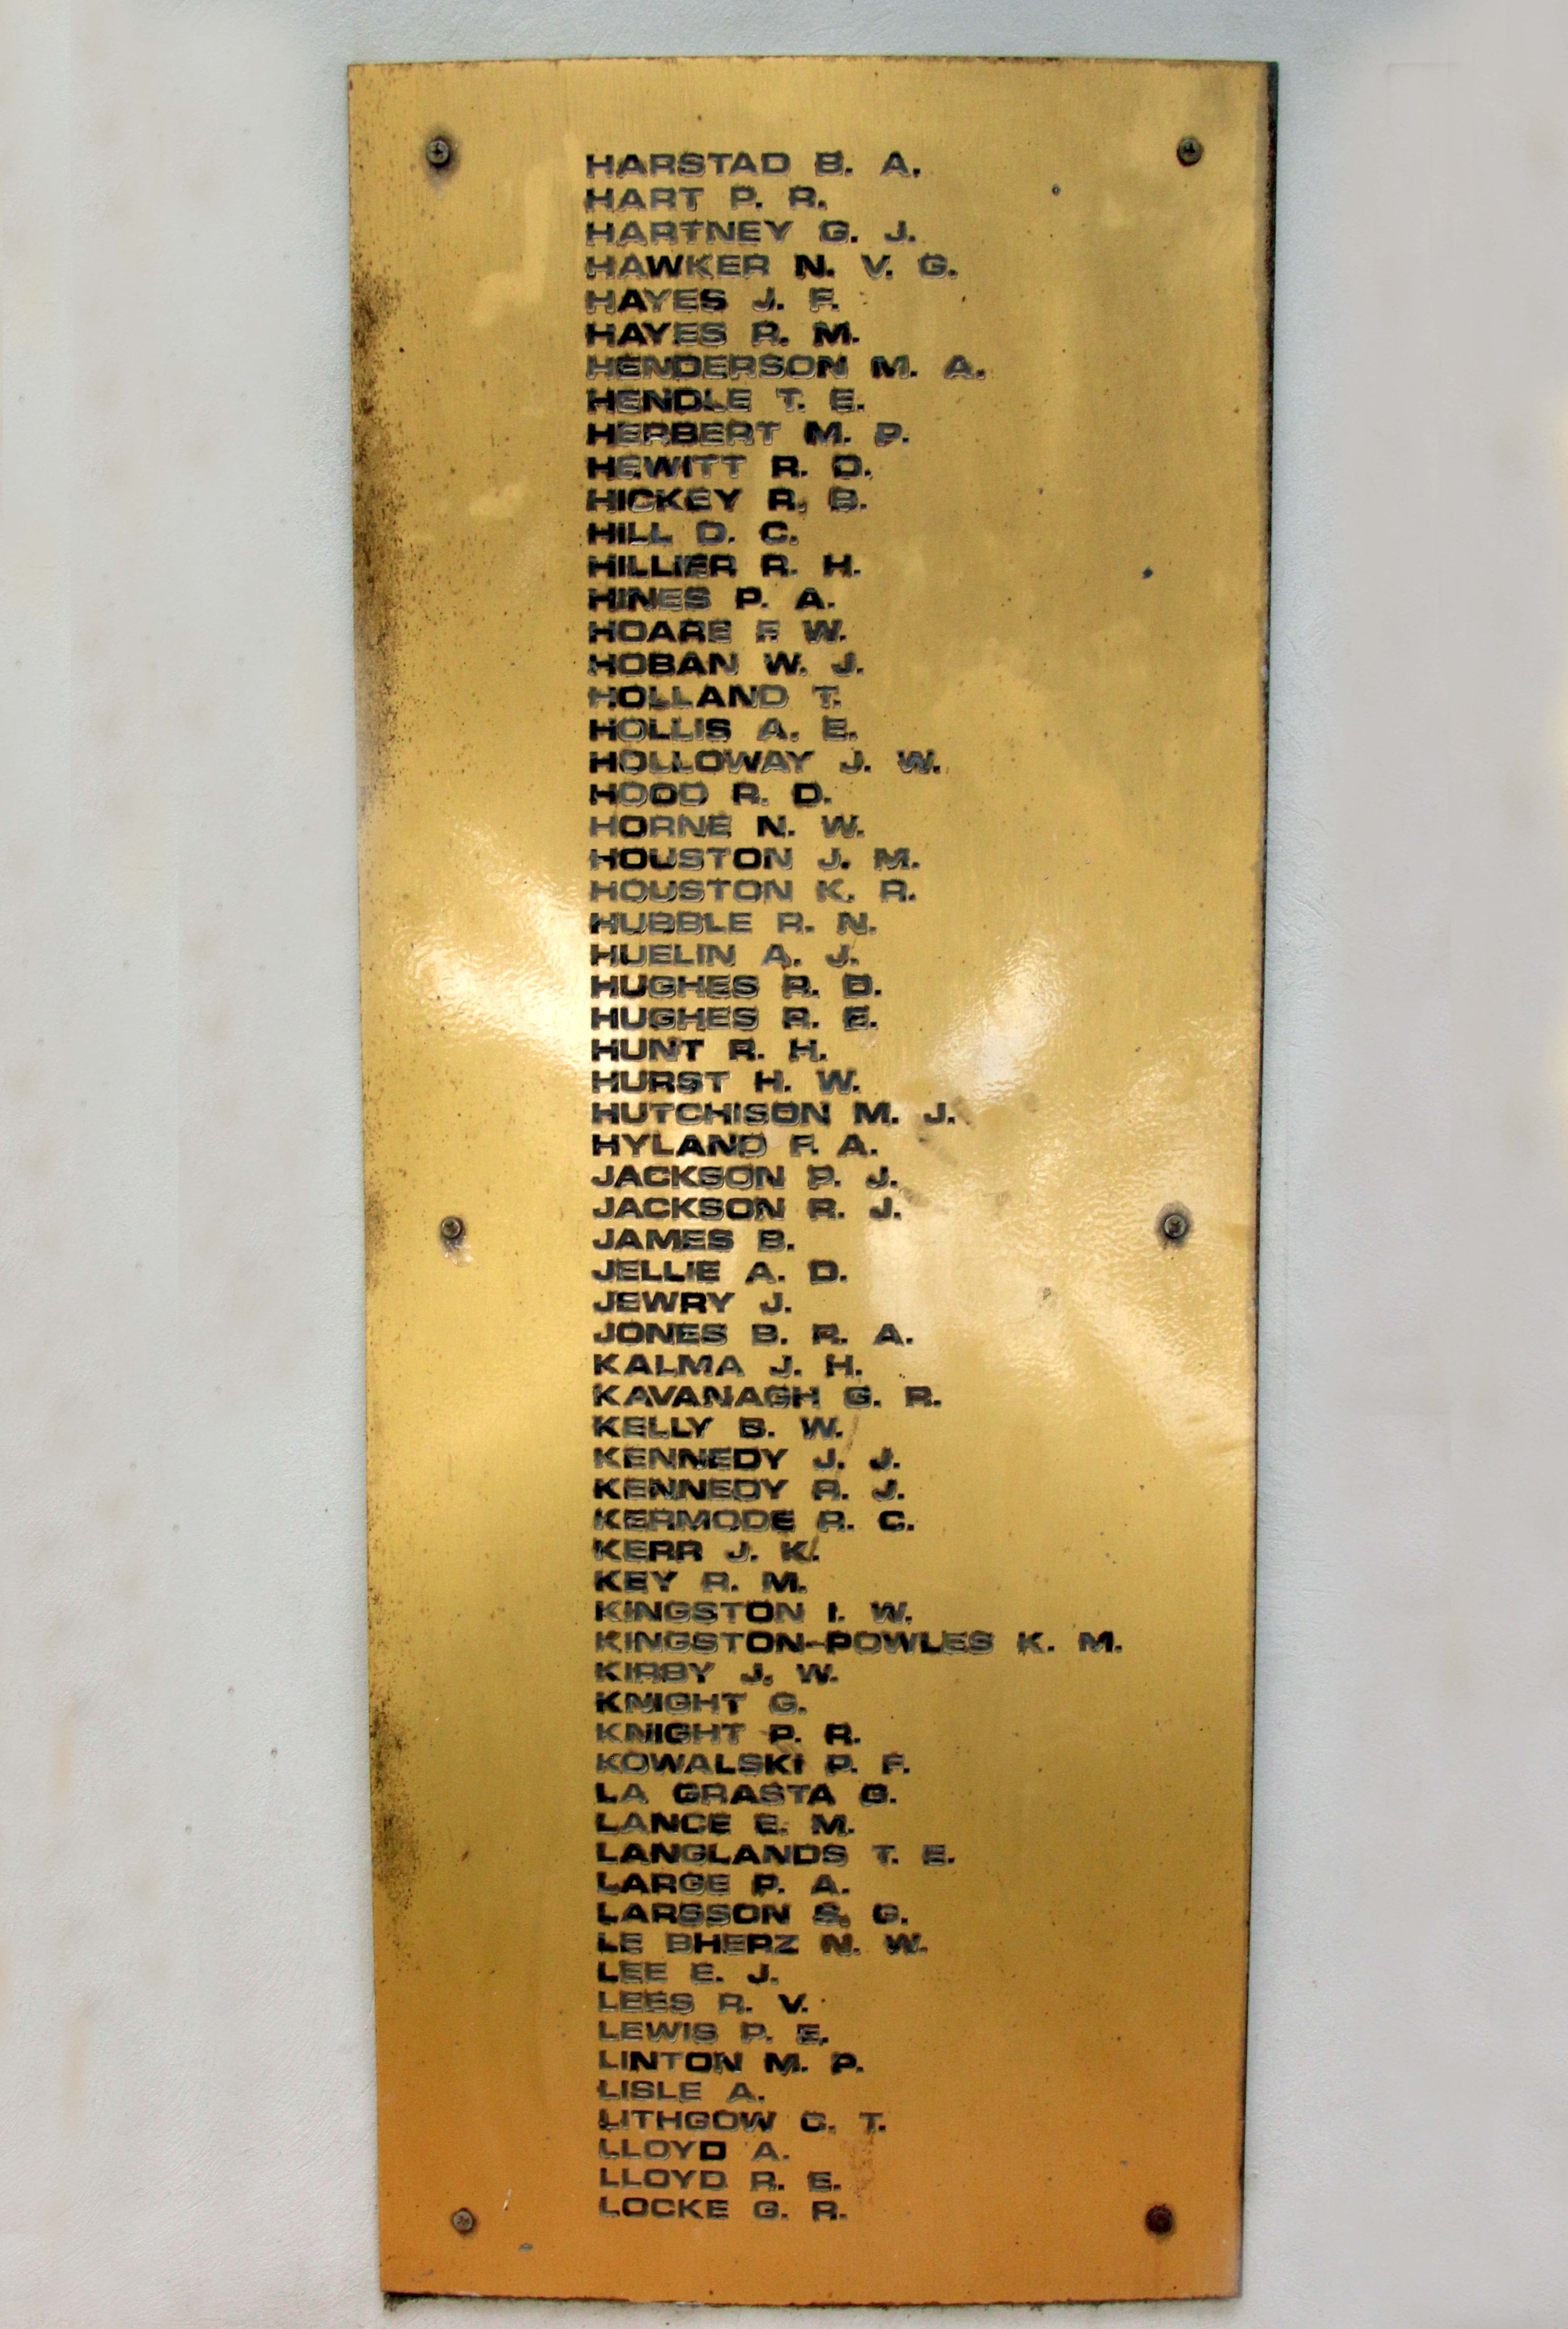 HARSTAD B. A.
HART P. R.
HARTNEY G. J.
HAWKER N. V. G.
HAYES J. F.
HAYES R. M.
HENDERSON M. A.
HENDLE T. E.
HERBERT M. P.
HEWITT R. D.
HICKEY R. B.
HILL D. C.
HILLIER R. H.
HINES P. A.
HOARE F. W.
HOBAN W. J.
HOLLAND T.
HOLLIS A. E.
HOLLOWAY J. W.
HOOD R. D.
HORNE N. W.
HOUSTON J. M.
HOUSTON K. R.
HUBBLE R. N.
HUELIN A. J.
HUGHES R. D.
HUGHES R. E.
HUNT R. H.
HURST H. W.
HUTCHISON M. J.
HYLAND F. A.
JACKSON P. J.
JACKSON R. J.
JAMES B.
JELLIE A. D.
JEWRY J.
JONES B. R. A.
KALMA J. H.
KAVANAGH G. R.
KELLY B. W.
KENNEDY J. J.
KENNEDY R. J.
KERMODE R. C.
KERR J. K.
KEY R. M.
KINGSTON I. W.
KINGSTON-POWLES K. M.
KIRBY J. W.
KNIGHT G.
KNIGHT P. R.
KOWALSKI P. F.
LA GRASTA G.
LANCE E. M.
LANGLANDS T. E.
LARGE P. A.
LARSSON S. G.
LE BHERZ N. W.
LEE E. J.
LEES R. V.
LEWIS P. E.
LINTON M. P.
LISLE A.
LITHGOW C. T.
LLOYD A.
LLOYD R. E.
LOCKE G. R.